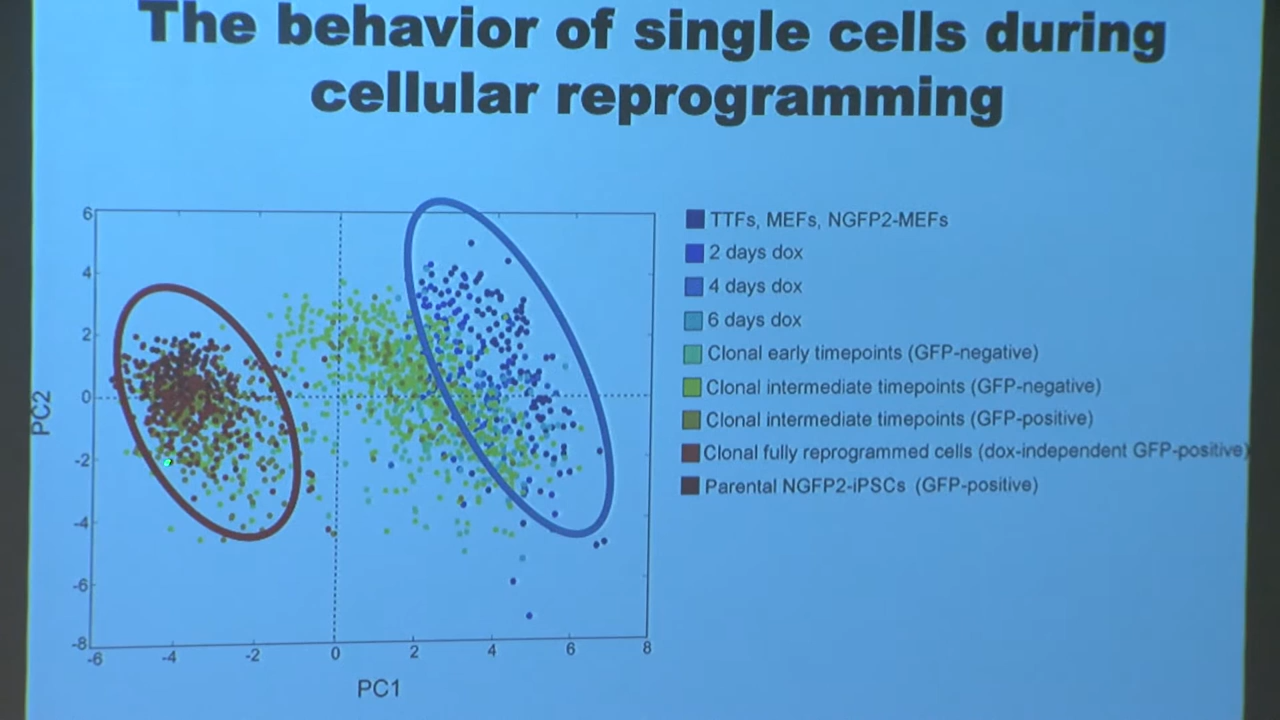 The behavior of single cells during
cellular reprogramming
TTFs, MEFs, NGFP2-MEFs
2 days dox
4 days dox
6 days dox
Clonal early timepoints (GFP-negative)
Clonal intermediate timepoints (GFP-negative)
Clonal intermediate timepoints (GFP-positive)
Clonal fully reprogrammed cells (dox-independent GFP-positive)
Parental NGFP2-iPSCs (GFP-positive)
6
4
2
0
-2
-4
-6
-8
PC2
-6 -4 -2 0 2 4 6 8
PC1